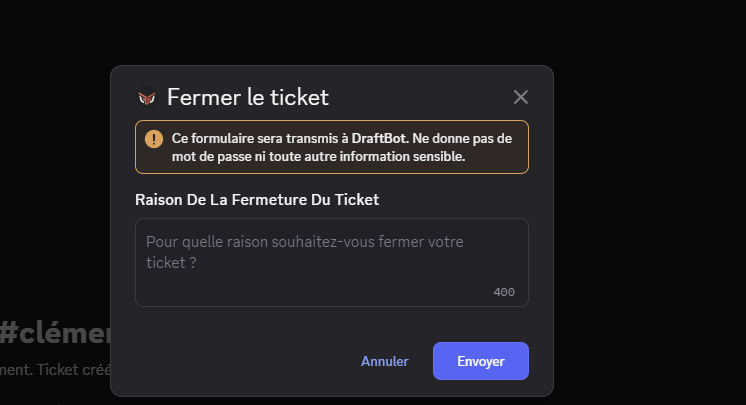 Fermer le ticket
Ce formulaire sera transmis à DraftBot. Ne donne pas de
mot de passe ni toute autre information sensible.
Raison De La Fermeture Du Ticket
Pour quelle raison souhaitez-vous fermer votre
ticket ?
400
#clémen
ment. Ticket créé
Annuler
Envoyer